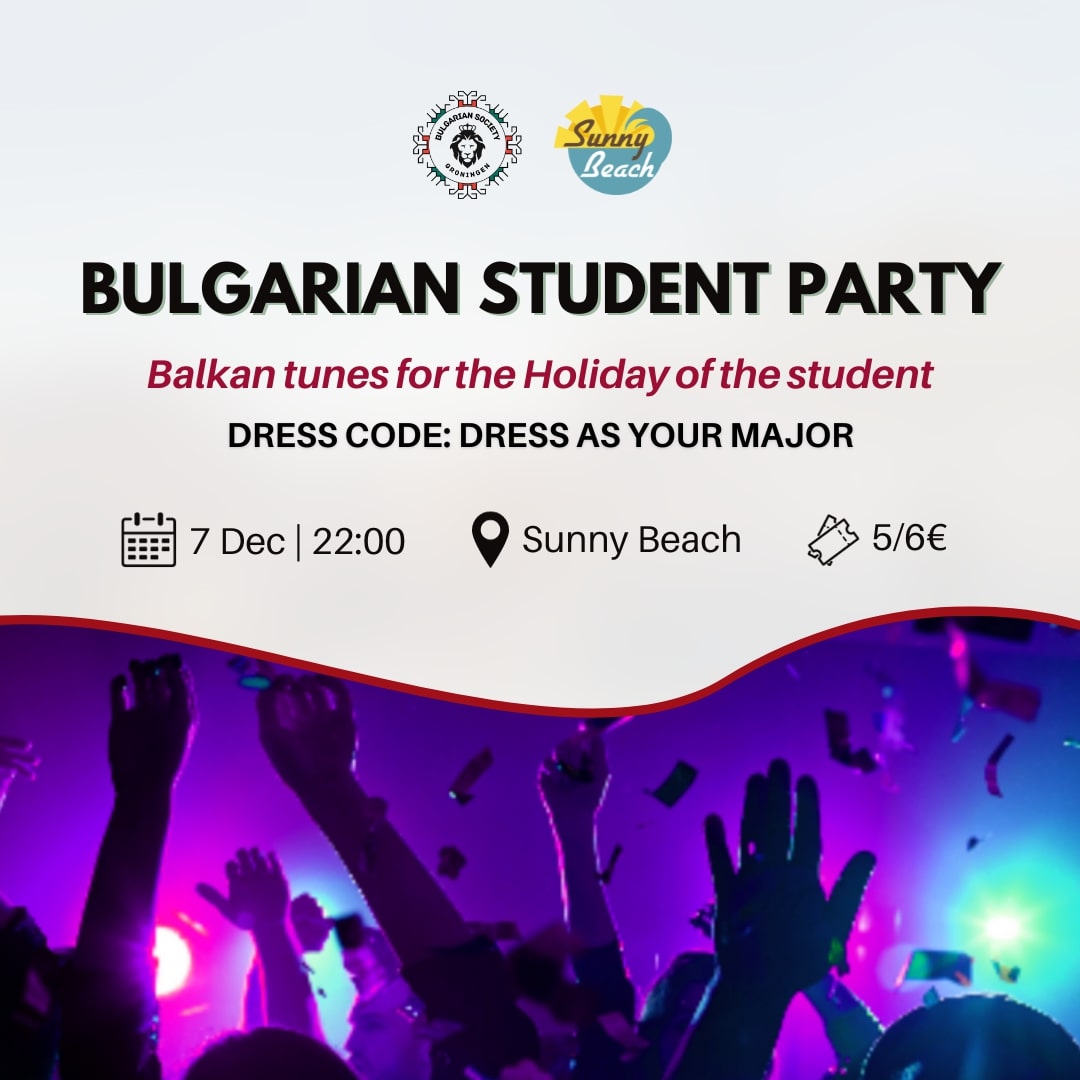 BULGARIAN SOCIETY
GRONINGEN
Sunny
Beach
BULGARIAN STUDENT PARTY
Balkan tunes for the Holiday of the student
DRESS CODE: DRESS AS YOUR MAJOR
7 Dec | 22:00
Sunny Beach
5/6€